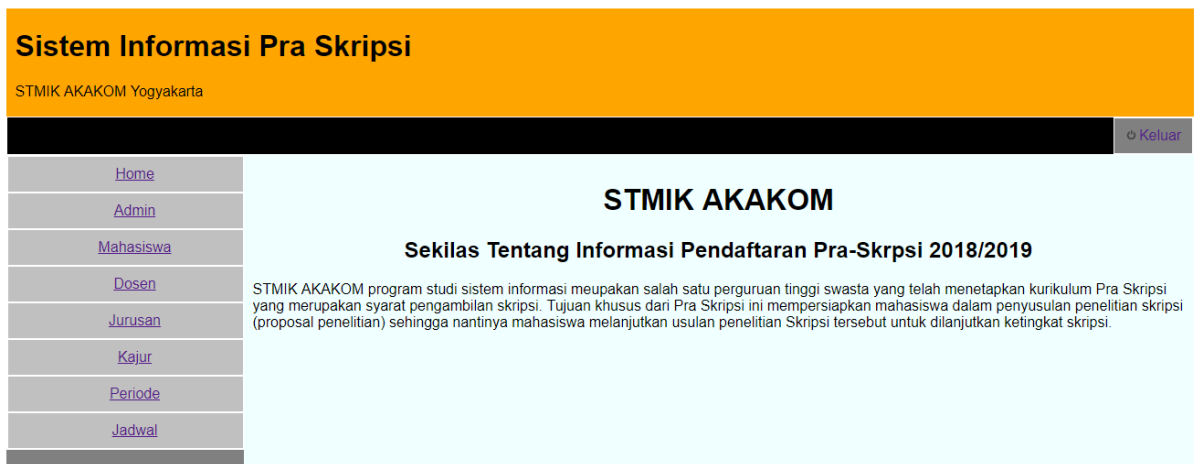 Sistem Informasi Pra Skripsi
STMIK AKAKOM Yogyakarta
Keluar
Home
Admin
Mahasiswa
Dosen
Jurusan
Kajur
Periode
Jadwal
STMIK AKAKOM
Sekilas Tentang Informasi Pendaftaran Pra-Skrpsi 2018/2019
STMIK AKAKOM program studi sistem informasi meupakan salah satu perguruan tinggi swasta yang telah menetapkan kurikulum Pra Skripsi
yang merupakan syarat pengambilan skripsi. Tujuan khusus dari Pra Skripsi ini mempersiapkan mahasiswa dalam penyusulan penelitian skripsi
(proposal penelitian) sehingga nantinya mahasiswa melanjutkan usulan penelitian Skripsi tersebut untuk dilanjutkan ketingkat skripsi.